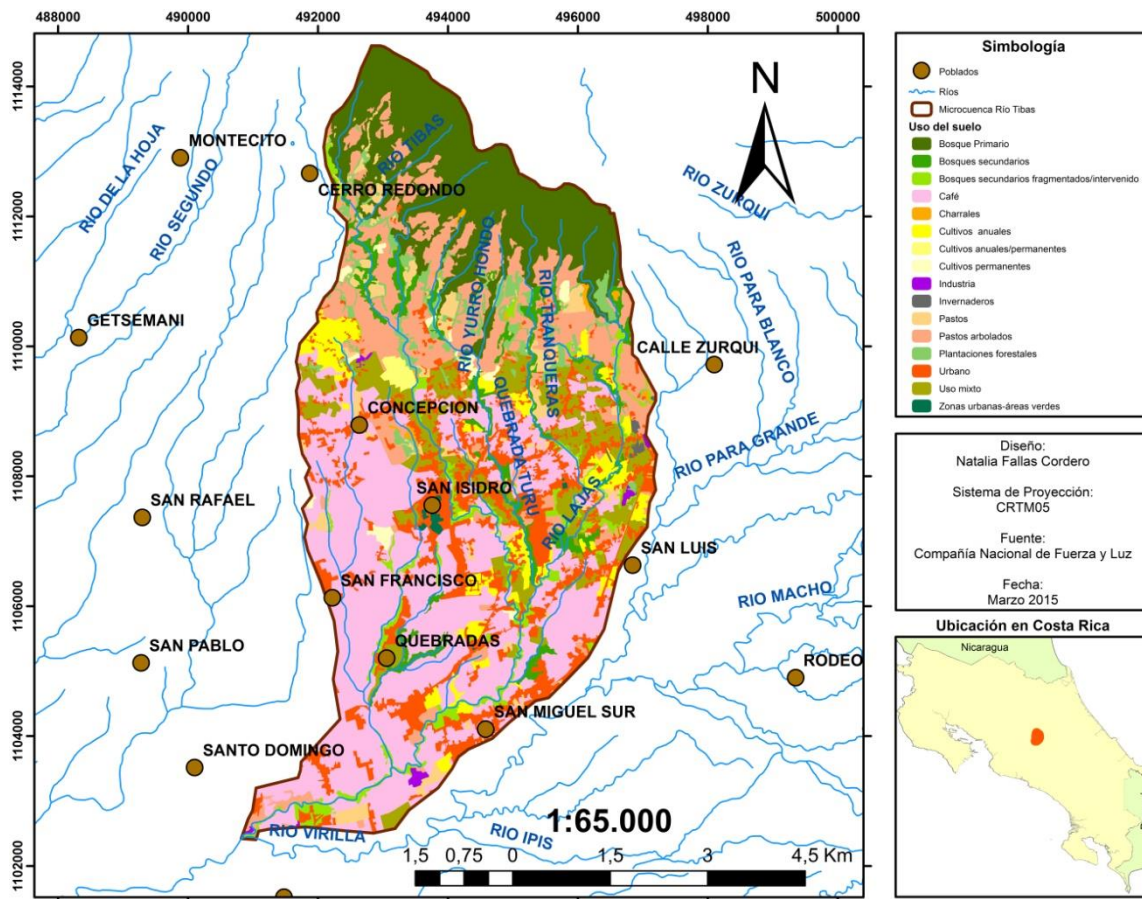 488000 490000 492000 494000 496000 498000 500000
1114000
1112000
1110000
1108000
1106000
1104000
1102000
N
MONTECITO
CERRO REDONDO
GETSEMANI
CALLE ZURQUI
CONCEPCION
SAN RAFAEL
SAN ISIDRO
SAN LUIS
SAN FRANCISCO
SAN PABLO
QUEBRADAS
RODEO
SAN MIGUEL SUR
SANTO DOMINGO
RIO DE LA HOJA
RIO SEGUNDO
RIO TIBAS
RIO ZURQUI
RIO PARA BLANCO
RIO YURRO HONDO
RIO TRANQUERAS
QUEBRADA TURU
RIO PARA GRANDE
RIO LAJAS
RIO MACHO
RIO VIRILLA
RIO IPIS
1:65.000
1,5 0,75 0 1,5 3 4,5 Km
Simbología
Poblados
Ríos
Microcuenca Río Tibas
Uso del suelo
Bosque Primario
Bosques secundarios
Bosques secundarios fragmentados/intervenido
Café
Charrales
Cultivos anuales
Cultivos anuales/permanentes
Cultivos permanentes
Industria
Invernaderos
Pastos
Pastos arbolados
Plantaciones forestales
Urbano
Uso mixto
Zonas urbanas-áreas verdes
Diseño:
Natalia Fallas Cordero
Sistema de Proyección:
CRTM05
Fuente:
Compañía Nacional de Fuerza y Luz
Fecha:
Marzo 2015
Ubicación en Costa Rica
Nicaragua